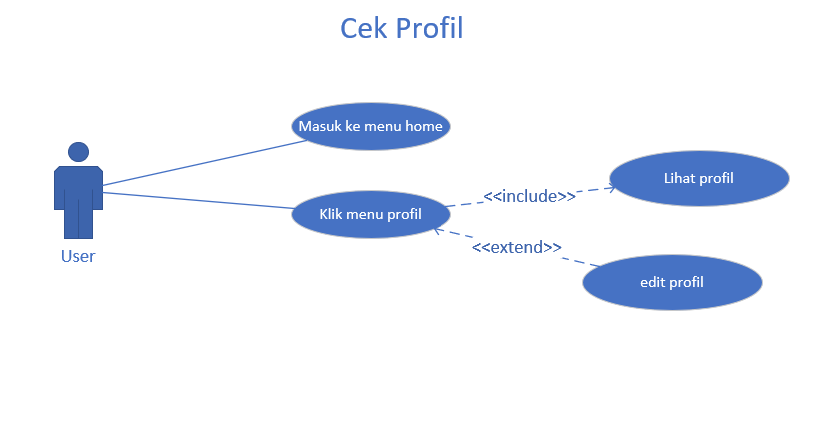 Cek Profil
Masuk ke menu home
Lihat profil
<<include>>
Klik menu profil
<<extend>>
User
edit profil